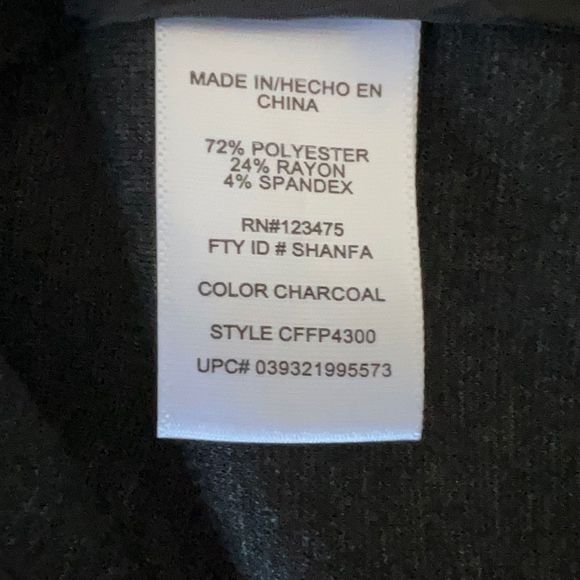 MADE IN/HECHO EN
CHINA
72% POLYESTER
24% RAYON
4% SPANDEX
RN#123475
FTY ID # SHANFA
COLOR CHARCOAL
STYLE CFFP4300
UPC# 039321995573